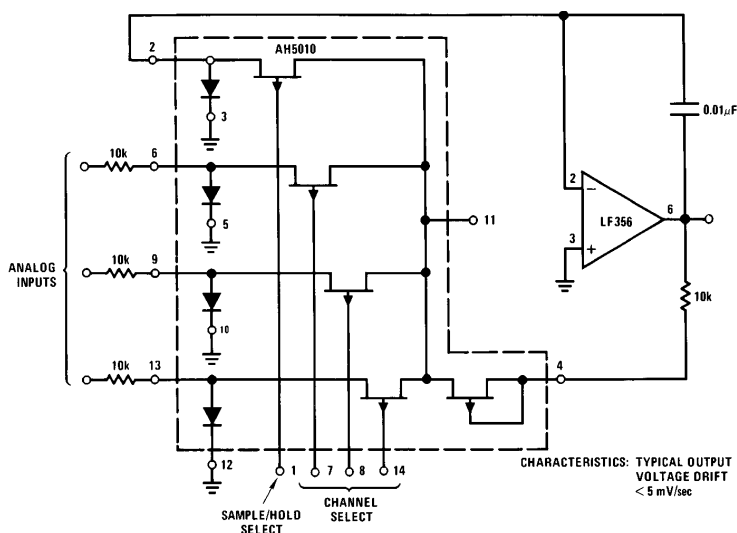 2
AH5010
3
0.01μF
10k
6
5
2
6
LF356
3
11
ANALOG
INPUTS
10k
9
10
10k
10k
13
4
12
1
7
8
14
CHARACTERISTICS: TYPICAL OUTPUT
VOLTAGE DRIFT
< 5 mV/sec
SAMPLE/HOLD
SELECT
CHANNEL
SELECT